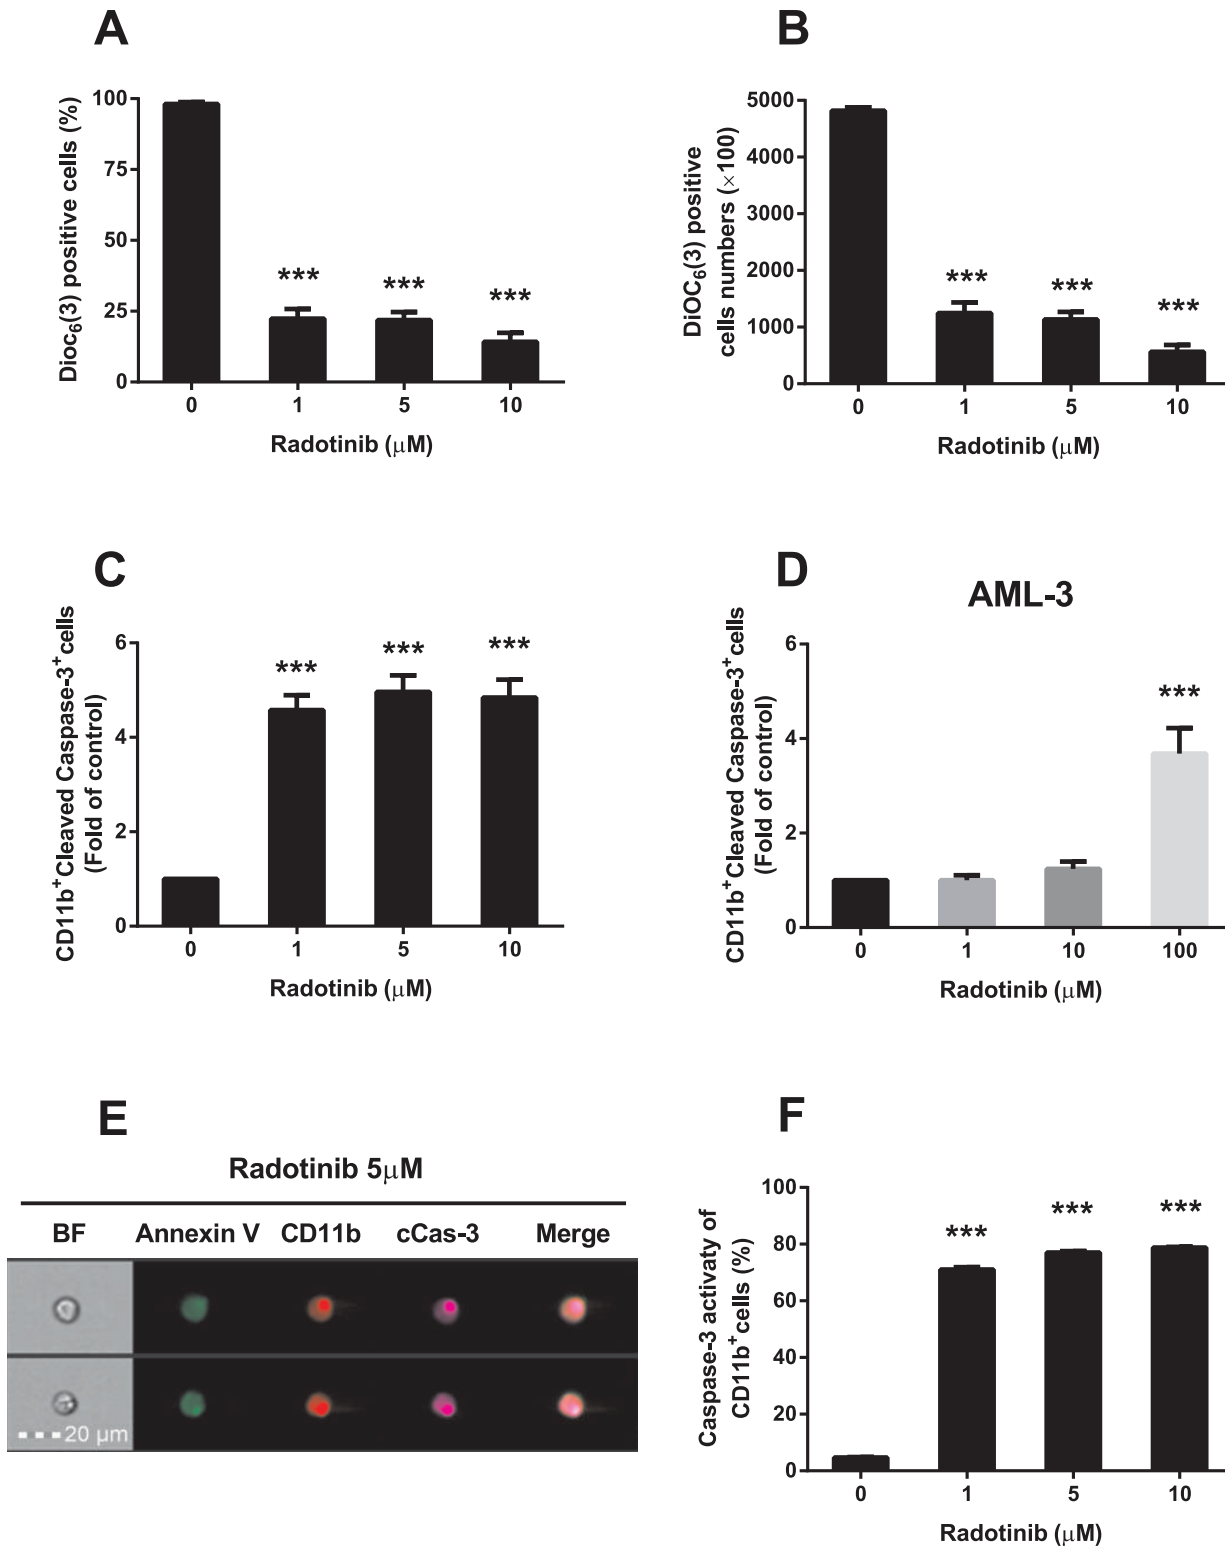 A
Dioc6(3) positive cells (%)
100
75
50
25
0
***
***
***
0 1 5 10
Radotinib (μM)
B
DiOC6(3) positive
cells numbers (×100)
5000
4000
3000
2000
1000
0
***
***
***
0 1 5 10
Radotinib (μM)
C
CD11b+Cleaved Caspase-3+cells
(Fold of control)
6
4
2
0
***
***
***
0 1 5 10
Radotinib (μM)
D
AML-3
CD11b+Cleaved Caspase-3+cells
(Fold of control)
6
4
2
0
***
0 1 10 100
Radotinib (μM)
E
Radotinib 5μM
BF Annexin V CD11b cCas-3 Merge
20 μm
F
Caspase-3 activaty of
CD11b+cells (%)
100
80
60
40
20
0
***
***
***
0 1 5 10
Radotinib (μM)